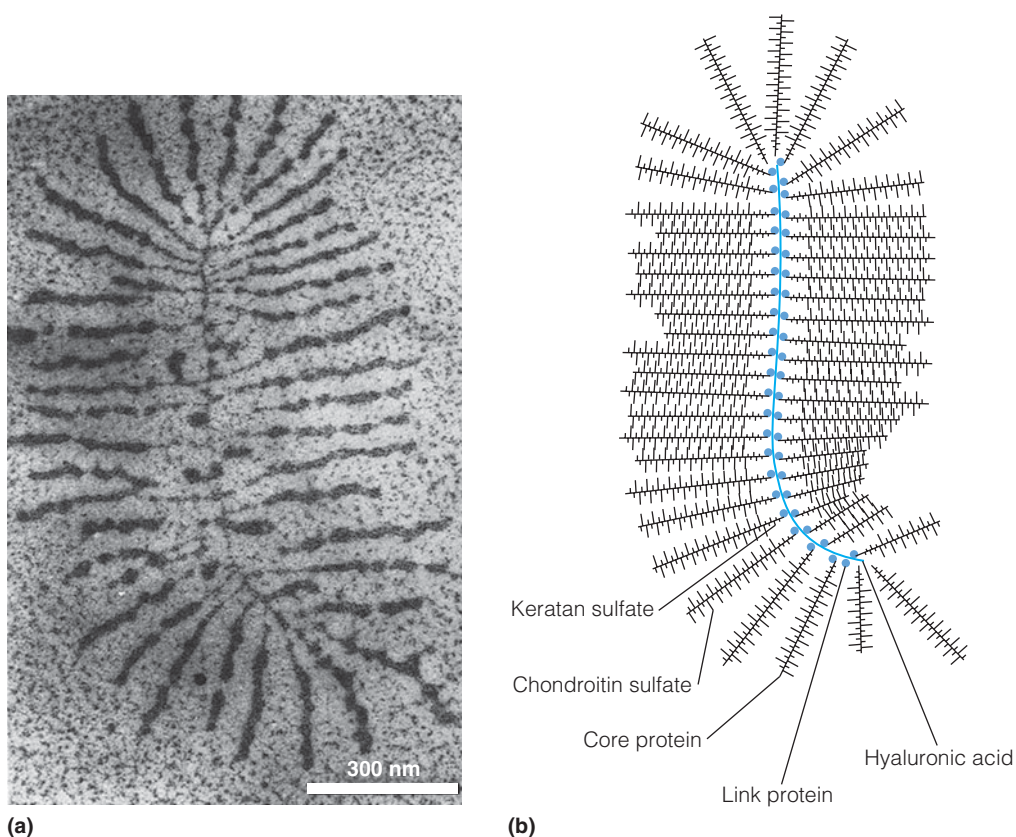 300 nm
(a)
Keratan sulfate
Chondroitin sulfate
Core protein
Link protein
Hyaluronic acid
(b)